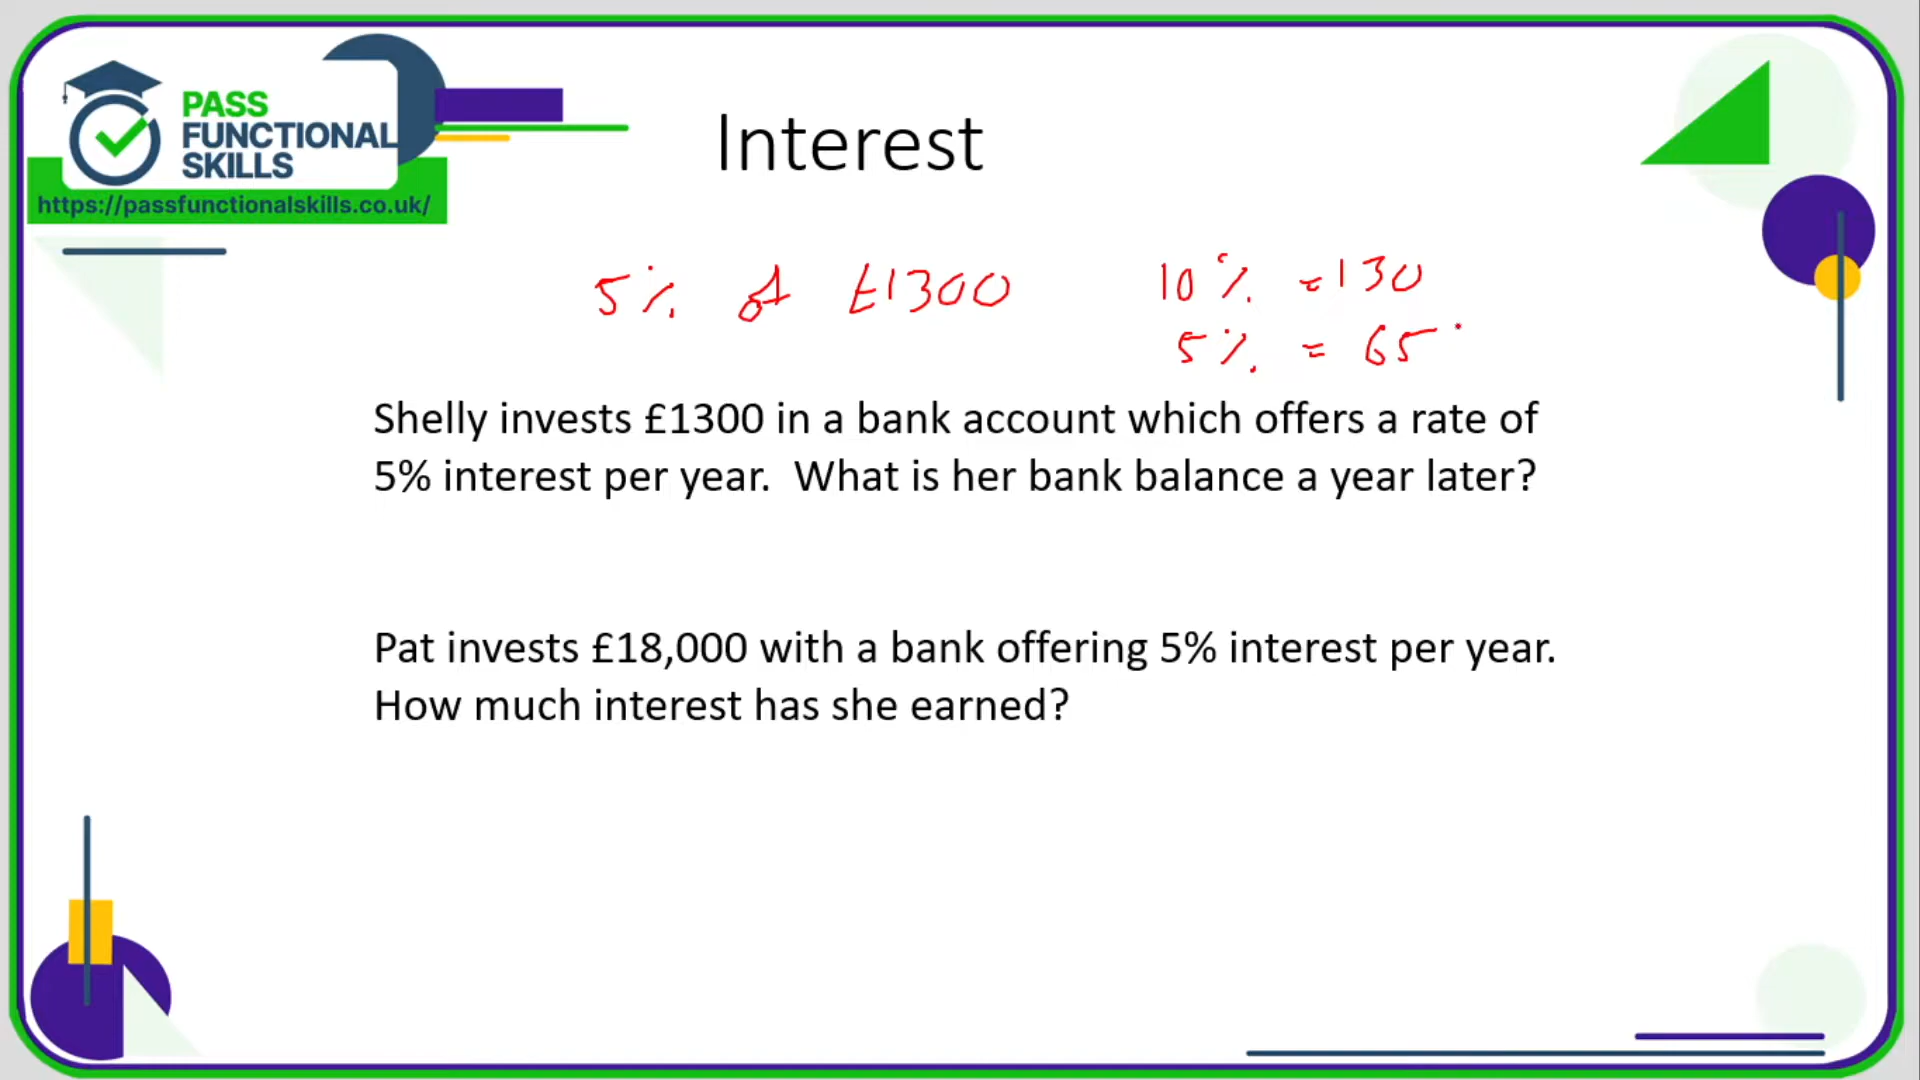 PASS
FUNCTIONAL
SKILLS
https://passfunctionalskills.co.uk/
Interest
5% of £1300
10% = 130
5% = 65
Shelly invests £1300 in a bank account which offers a rate of
5% interest per year. What is her bank balance a year later?
Pat invests £18,000 with a bank offering 5% interest per year.
How much interest has she earned?